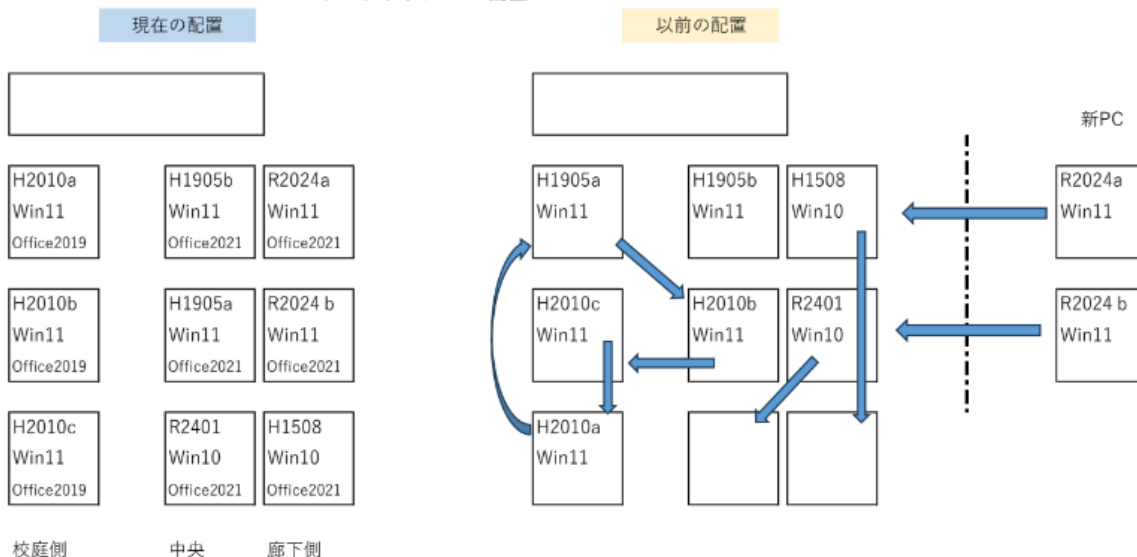 配置
現在の配置
以前の配置
新PC
H2010a
Win11
Office2019
H1905b
Win11
Office2021
R2024a
Win11
Office2021
H1905a
Win11
H1905b
Win11
H1508
Win10
R2024a
Win11
H2010b
Win11
Office2019
H1905a
Win11
Office2021
R2024 b
Win11
Office2021
H2010c
Win11
H2010b
Win11
R2401
Win10
R2024 b
Win11
H2010c
Win11
Office2019
R2401
Win10
Office2021
H1508
Win10
Office2021
H2010a
Win11
校庭側
中央
廊下側